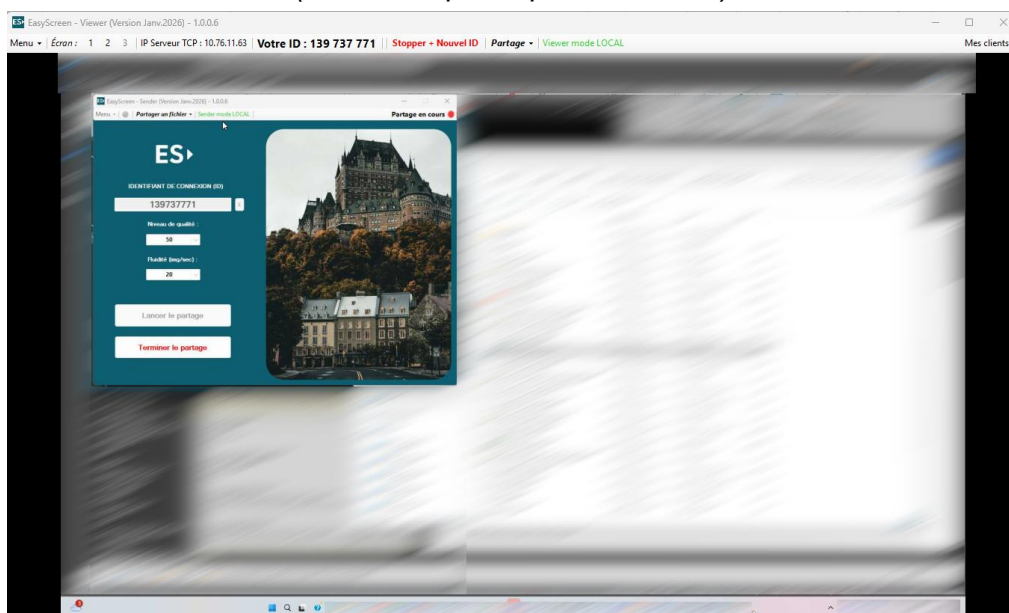 EasyScreen - Viewer (Version Janv.2026) - 1.0.0.6
Menu Écran : 1 2 3 IP Serveur TCP : 10.76.11.63 Votre ID : 139 737 771 Stopper + Nouvel ID Partage Viewer mode LOCAL Mes clients
EasyScreen - Sender (Version Janv.2026) - 1.0.0.6
Menu Partager un fichier Sender mode LOCAL Partage en cours
ES
IDENTIFIANT DE CONNEXION (ID)
139737771
Niveau de qualité :
50
Fluidité (img/sec) :
20
Lancer le partage
Terminer le partage